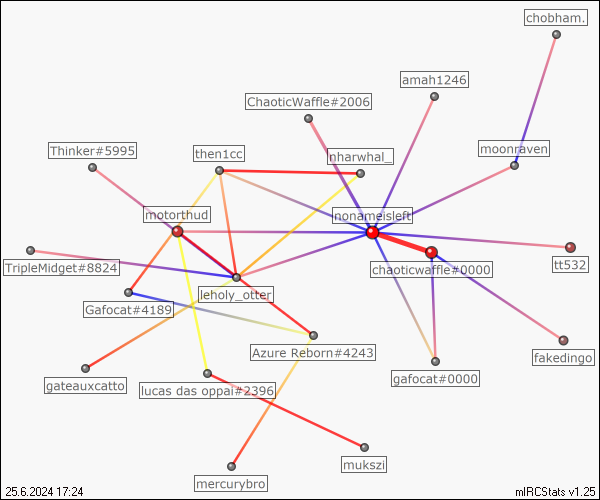 chobham.
amah1246
ChaoticWaffle#2006
Thinker#5995
then1cc
nharwhal_
moonraven
motorthud
nonameisleft
tt532
TripleMidget#8824
chaoticwaffle#0000
leholy_otter
Gafocat#4189
Azure Reborn#4243
fakedingo
gateauxcatto
lucas das oppai#2396
gafocat#0000
mukszi
mercurybro
25.6.2024 17:24
mIRCStats v1.25